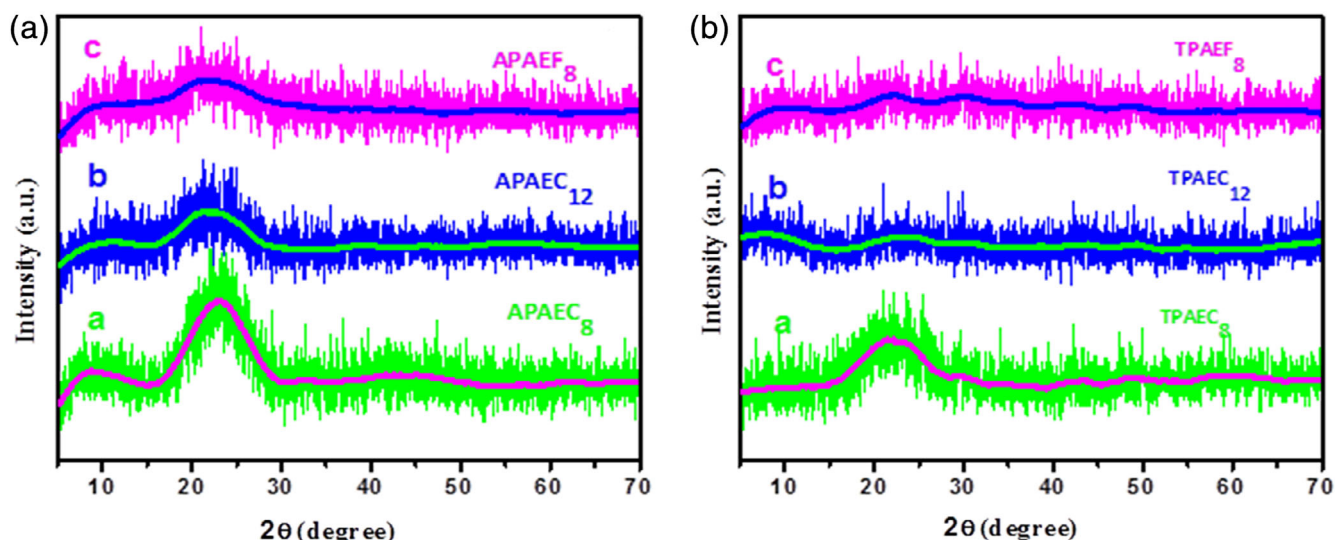 (a)
c
APAEF8
b
APAEC12
a
APAEC8
Intensity (a.u.)
10 20 30 40 50 60 70
2θ (degree)
(b)
c
TPAEF8
b
TPAEC12
a
TPAEC8
Intensity (a.u.)
10 20 30 40 50 60 70
2θ (degree)